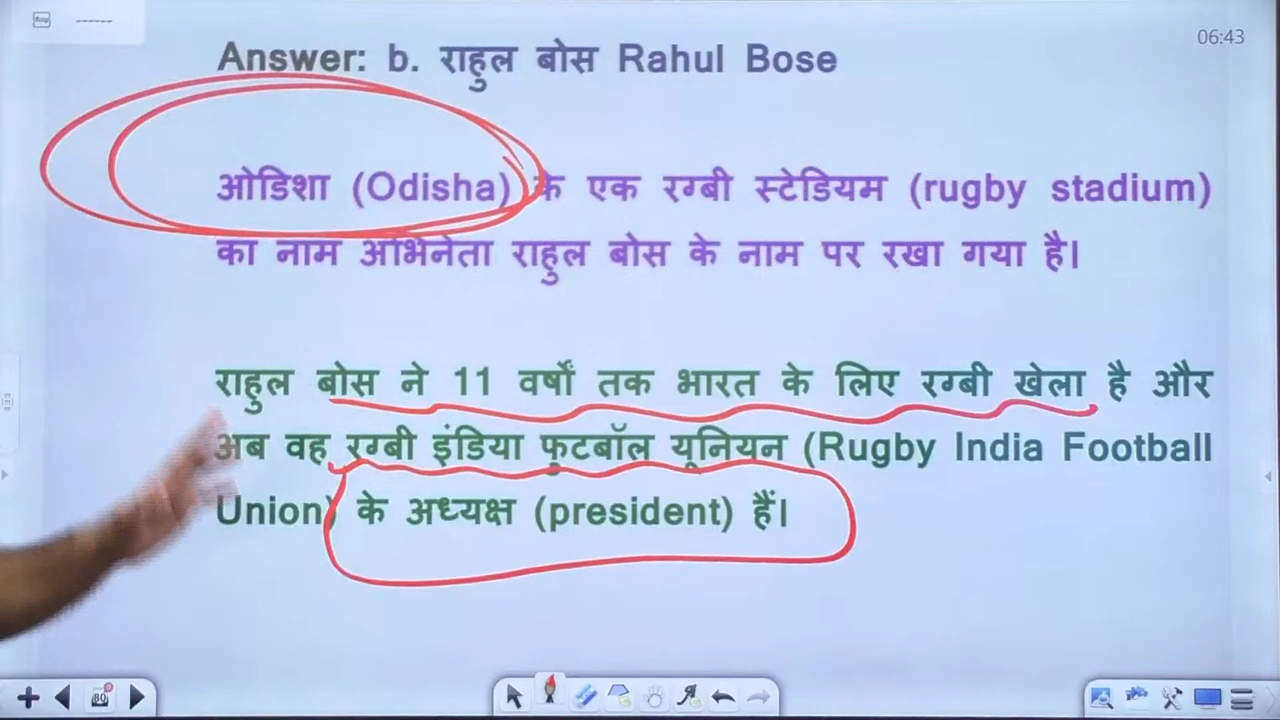 06:43
Answer: b. राहुल बोस Rahul Bose
ओडिशा (Odisha) के एक रग्बी स्टेडियम (rugby stadium)
का नाम अभिनेता राहुल बोस के नाम पर रखा गया है।
राहुल बोस ने 11 वर्षों तक भारत के लिए रग्बी खेला है और
अब वह रग्बी इंडिया फुटबॉल यूनियन (Rugby India Football
Union) के अध्यक्ष (president) हैं।
80